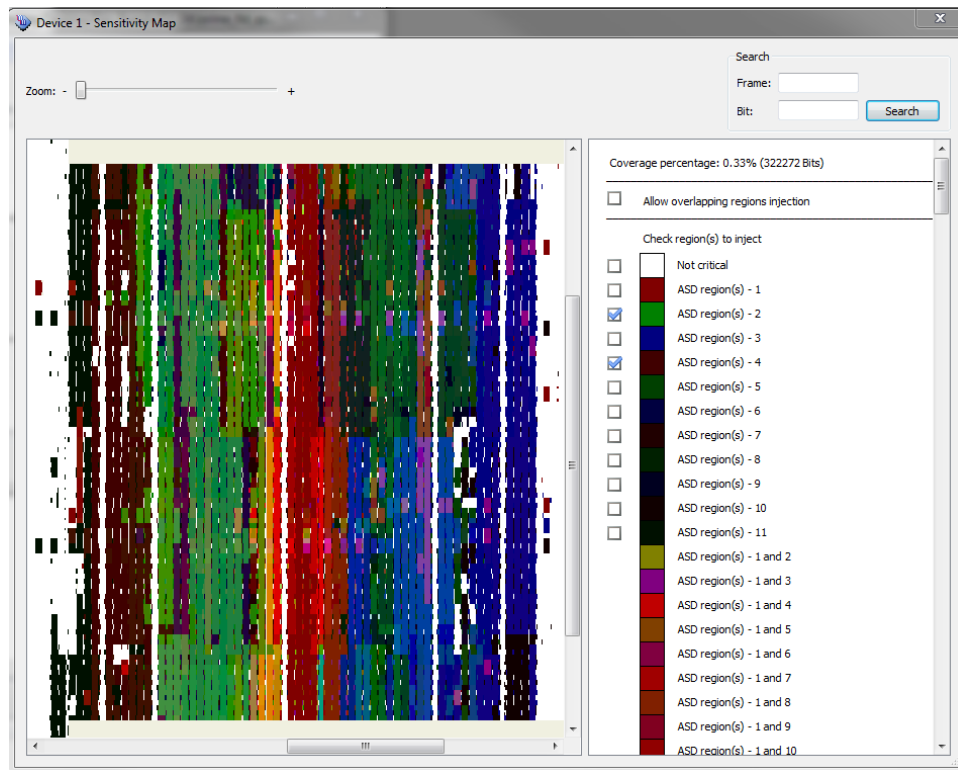 Device 1 - Sensitivity Map
Search
Frame:
Zoom: - +
Bit: Search
Coverage percentage: 0.33% (322272 Bits)
Allow overlapping regions injection
Check region(s) to inject
Not critical
ASD region(s) - 1
ASD region(s) - 2
ASD region(s) - 3
ASD region(s) - 4
ASD region(s) - 5
ASD region(s) - 6
ASD region(s) - 7
ASD region(s) - 8
ASD region(s) - 9
ASD region(s) - 10
ASD region(s) - 11
ASD region(s) - 1 and 2
ASD region(s) - 1 and 3
ASD region(s) - 1 and 4
ASD region(s) - 1 and 5
ASD region(s) - 1 and 6
ASD region(s) - 1 and 7
ASD region(s) - 1 and 8
ASD region(s) - 1 and 9
ASD region(s) - 1 and 10